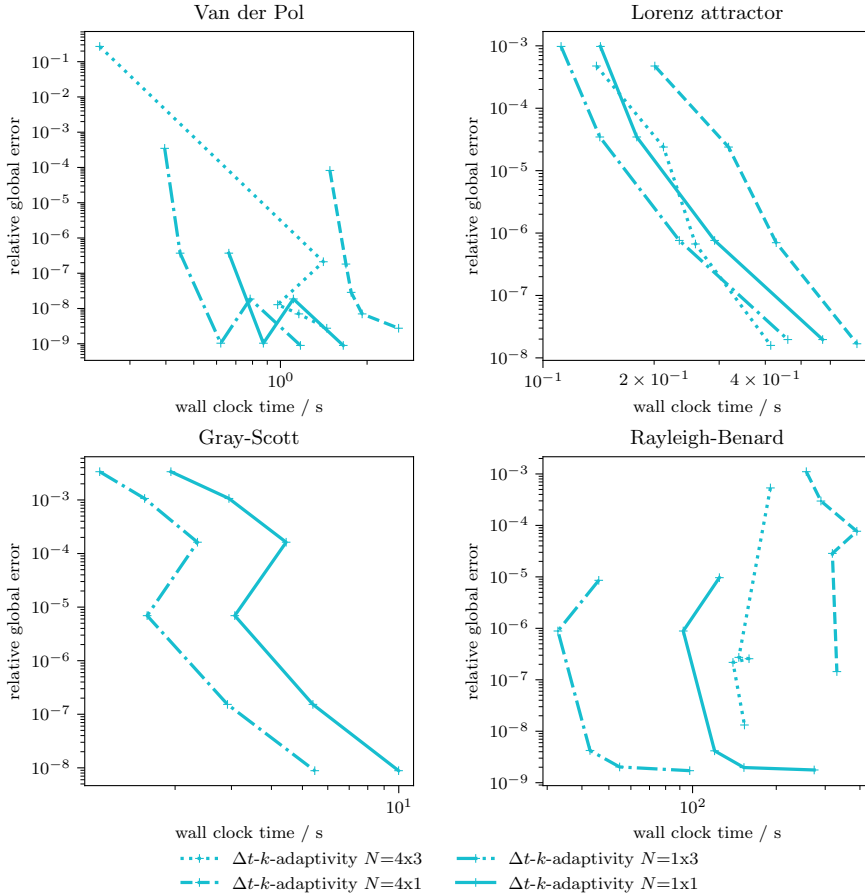 Van der Pol
Lorenz attractor
relative global error
10⁻¹
10⁻²
10⁻³
10⁻⁴
10⁻⁵
10⁻⁶
10⁻⁷
10⁻⁸
10⁻⁹
10⁰
wall clock time / s
relative global error
10⁻³
10⁻⁴
10⁻⁵
10⁻⁶
10⁻⁷
10⁻⁸
10⁻¹ 2 × 10⁻¹ 4 × 10⁻¹
wall clock time / s
Gray-Scott
Rayleigh-Benard
relative global error
10⁻³
10⁻⁴
10⁻⁵
10⁻⁶
10⁻⁷
10⁻⁸
10¹
wall clock time / s
relative global error
10⁻³
10⁻⁴
10⁻⁵
10⁻⁶
10⁻⁷
10⁻⁸
10⁻⁹
10²
wall clock time / s
Δt-k-adaptivity N=4x3
Δt-k-adaptivity N=4x1
Δt-k-adaptivity N=1x3
Δt-k-adaptivity N=1x1